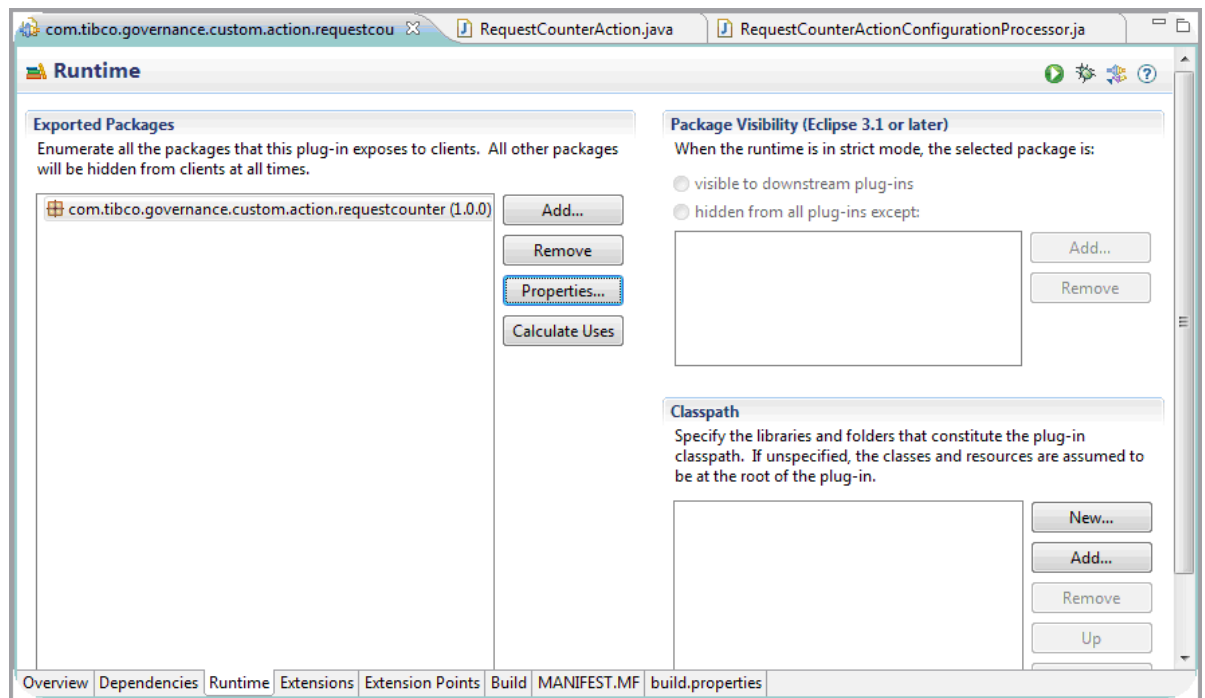 com.tibco.governance.custom.action.requestcou
RequestCounterAction.java
RequestCounterActionConfigurationProcessor.ja
Runtime
Exported Packages
Enumerate all the packages that this plug-in exposes to clients. All other packages
will be hidden from clients at all times.
com.tibco.governance.custom.action.requestcounter (1.0.0)
Add...
Remove
Properties...
Calculate Uses
Package Visibility (Eclipse 3.1 or later)
When the runtime is in strict mode, the selected package is:
visible to downstream plug-ins
hidden from all plug-ins except:
Add...
Remove
Classpath
Specify the libraries and folders that constitute the plug-in
classpath. If unspecified, the classes and resources are assumed to
be at the root of the plug-in.
New...
Add...
Remove
Up
Overview Dependencies Runtime Extensions Extension Points Build MANIFEST.MF build.properties